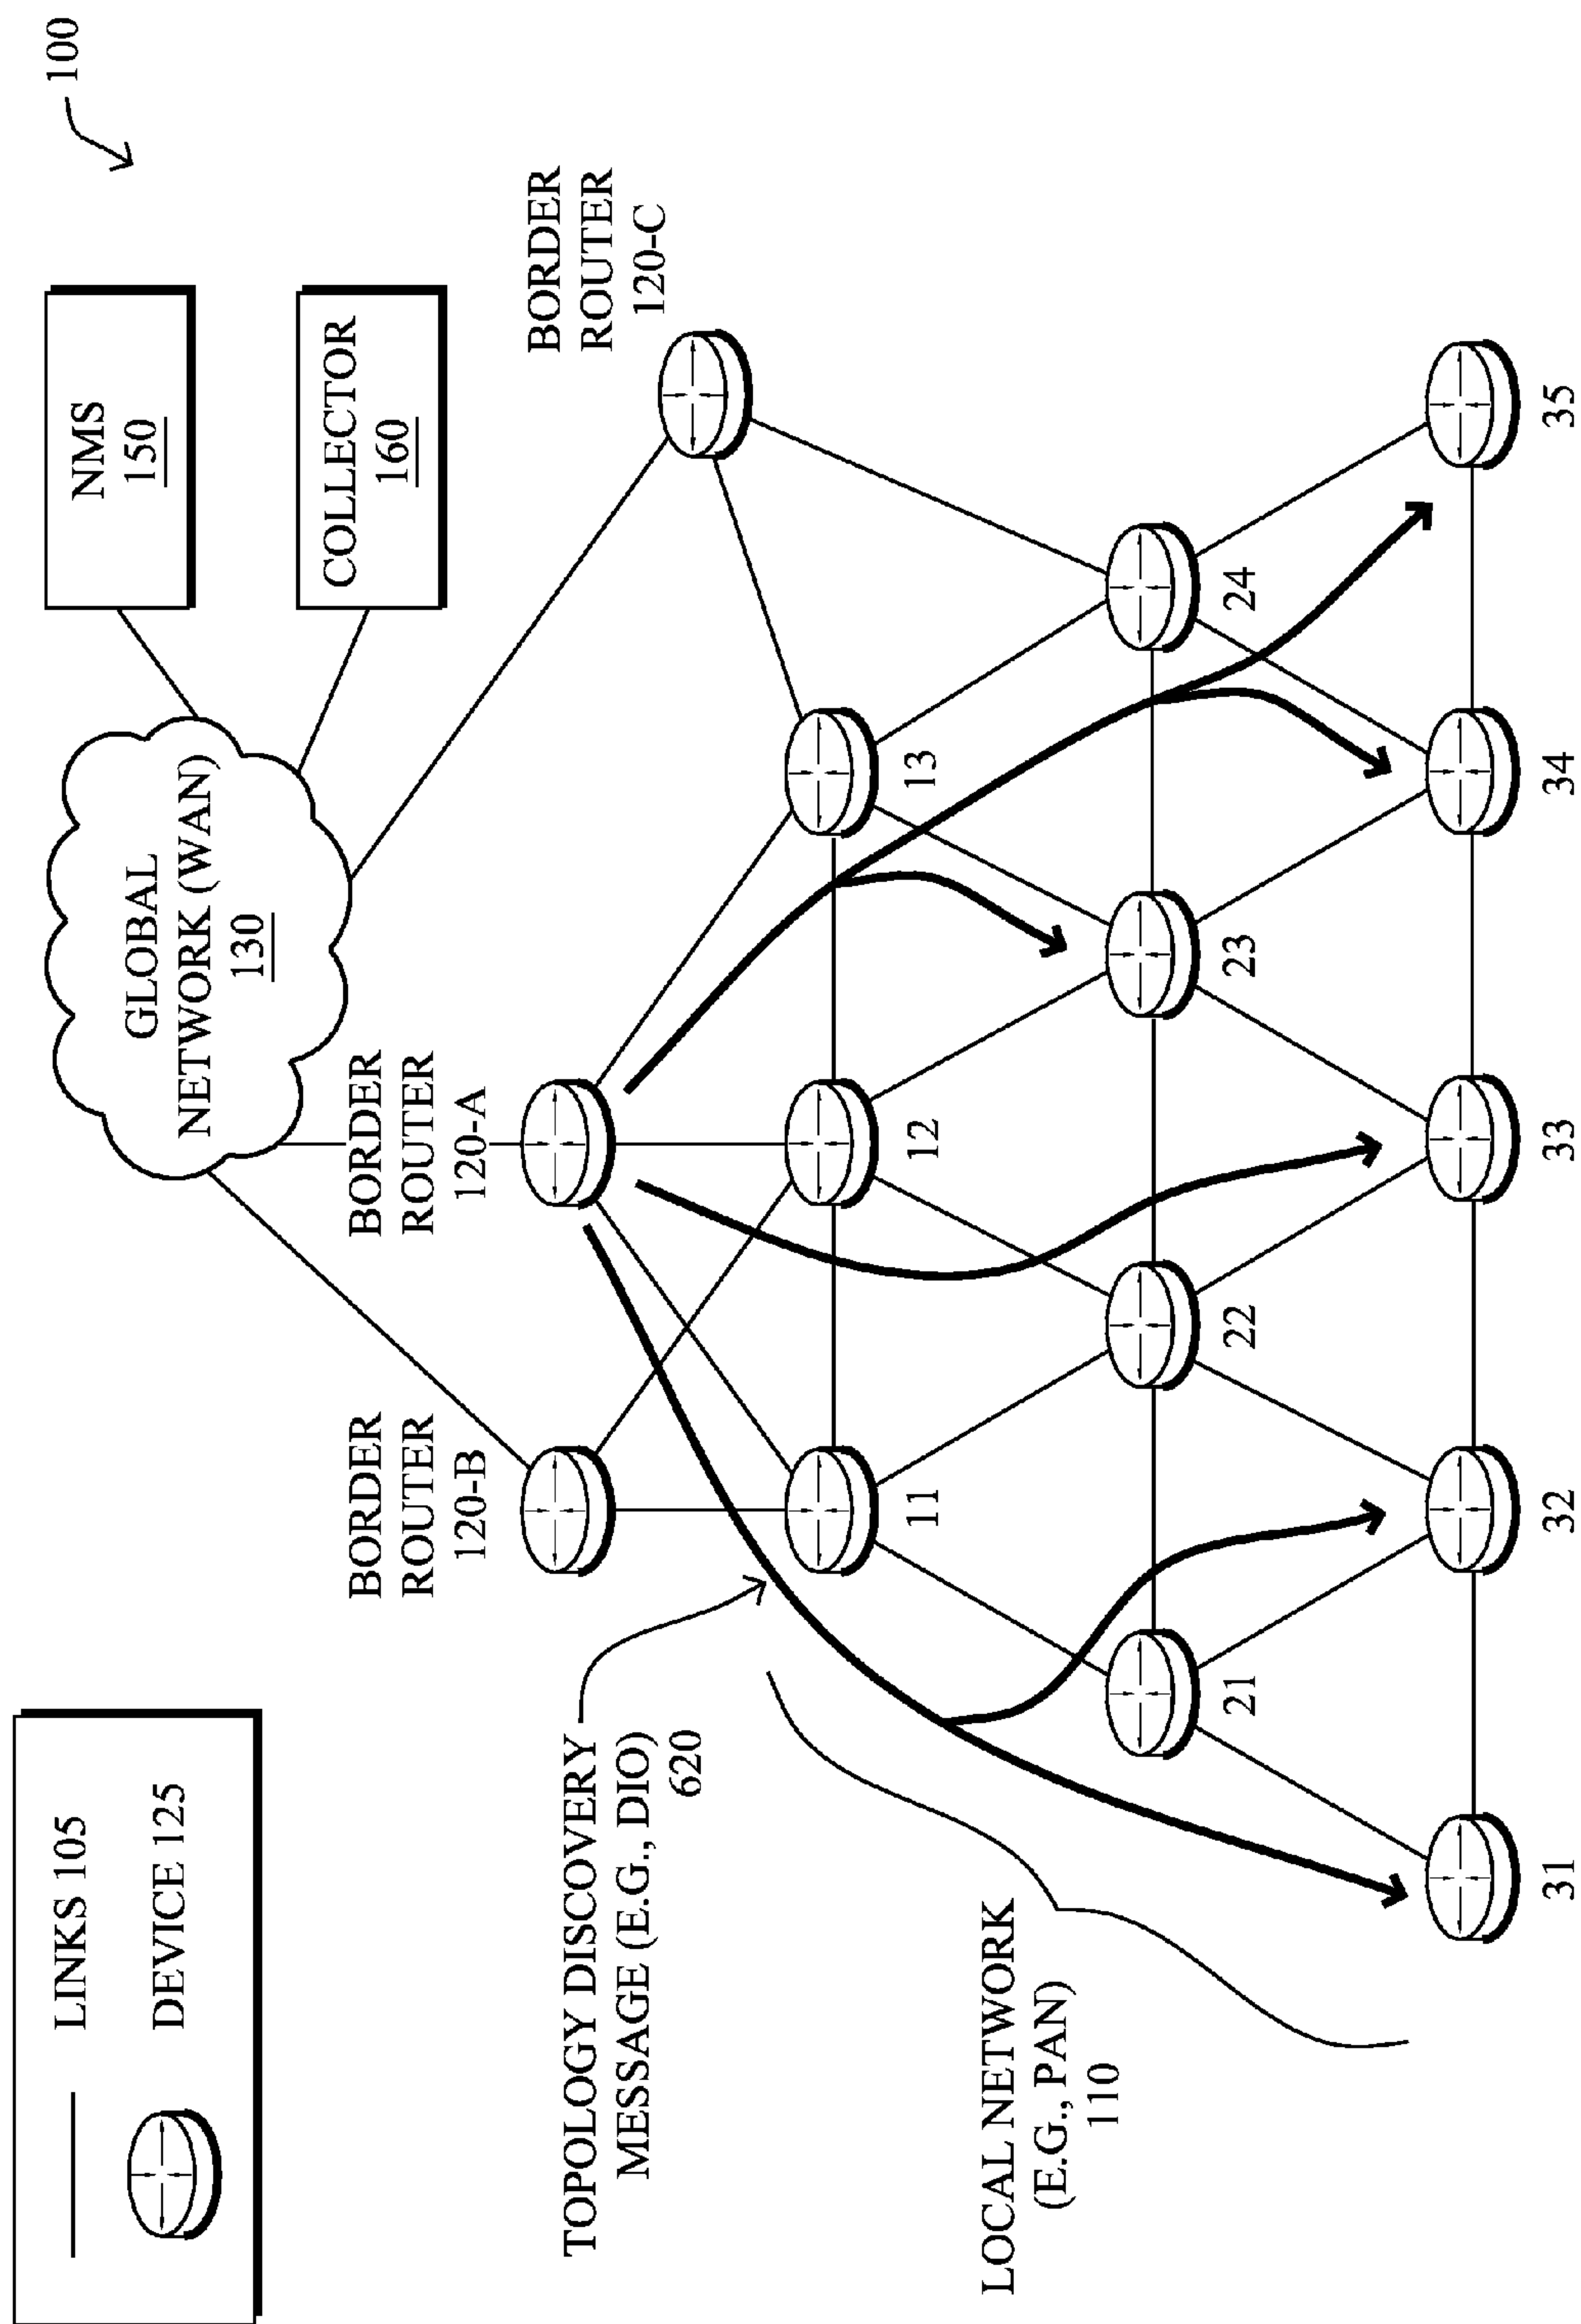 LINKS 105
DEVICE 125
100
NMS
150
COLLECTOR
160
GLOBAL
NETWORK (WAN)
130
BORDER
ROUTER
120-B
BORDER
ROUTER
120-A
BORDER
ROUTER
120-C
TOPOLOGY DISCOVERY
MESSAGE (E.G., DIO)
620
LOCAL NETWORK
(E.G., PAN)
110
11
12
13
21
22
23
24
31
32
33
34
35